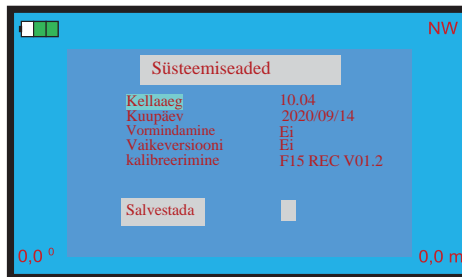 NW
Süsteemiseaded
Kellaaeg 10.04
Kuupäev 2020/09/14
Vormindamine Ei
Vaikeversiooni Ei
kalibreerimine F15 REC V01.2
Salvestada
0,0 ⁰ 0,0 m